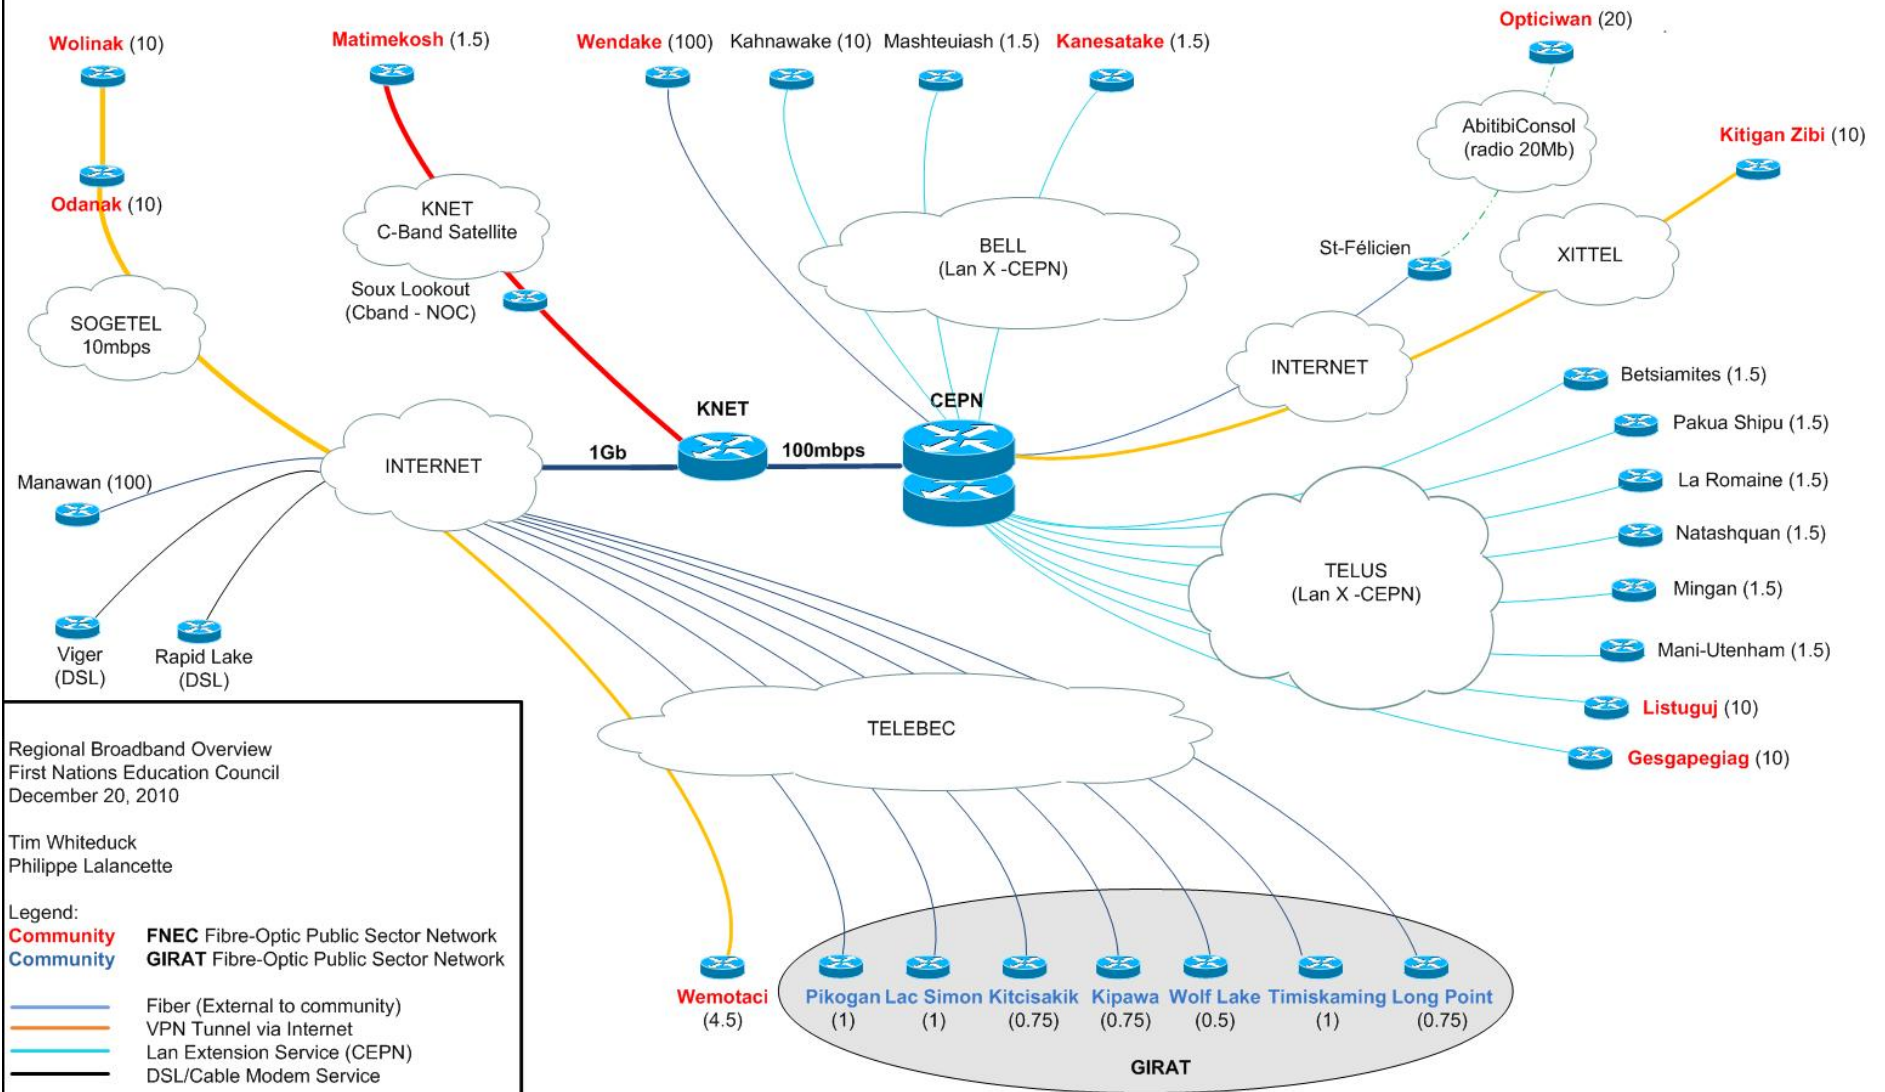 Opticiwan (20)
Wolinak (10)
Matimekosh (1.5)
Wendake (100)
Kahnawake (10)
Mashteuiash (1.5)
Kanesatake (1.5)
AbitibiConsol
(radio 20Mb)
Kitigan Zibi (10)
Odanak (10)
KNET
C-Band Satellite
BELL
(Lan X -CEPN)
St-Félicien
XITTEL
Soux Lookout
(Cband - NOC)
SOGETEL
10mbps
INTERNET
Betsiamites (1.5)
KNET
CEPN
Pakua Shipu (1.5)
1Gb
100mbps
INTERNET
Manawan (100)
La Romaine (1.5)
Natashquan (1.5)
TELUS
(Lan X -CEPN)
Mingan (1.5)
Viger
(DSL)
Rapid Lake
(DSL)
Mani-Utenham (1.5)
Listuguj (10)
TELEBEC
Gesgapegiag (10)
Regional Broadband Overview
First Nations Education Council
December 20, 2010
Tim Whiteduck
Philippe Lalancette
Legend:
Community FNEC Fibre-Optic Public Sector Network
Community GIRAT Fibre-Optic Public Sector Network
Fiber (External to community)
VPN Tunnel via Internet
Lan Extension Service (CEPN)
DSL/Cable Modem Service
Wemotaci
(4.5)
Pikogan
(1)
Lac Simon
(1)
Kitcisakik
(0.75)
Kipawa
(0.75)
Wolf Lake
(0.5)
Timiskaming
(1)
Long Point
(0.75)
GIRAT